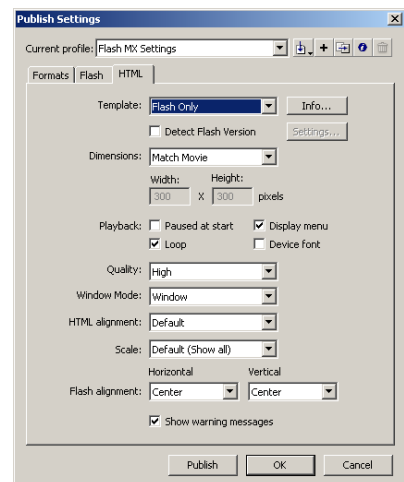 Publish Settings
Current profile: Flash MX Settings
Formats Flash HTML
Template: Flash Only Info...
Detect Flash Version Settings...
Dimensions: Match Movie
Width: Height:
300 X 300 pixels
Playback: Paused at start Display menu
Loop Device font
Quality: High
Window Mode: Window
HTML alignment: Default
Scale: Default (Show all)
Horizontal Vertical
Flash alignment: Center Center
Show warning messages
Publish OK Cancel